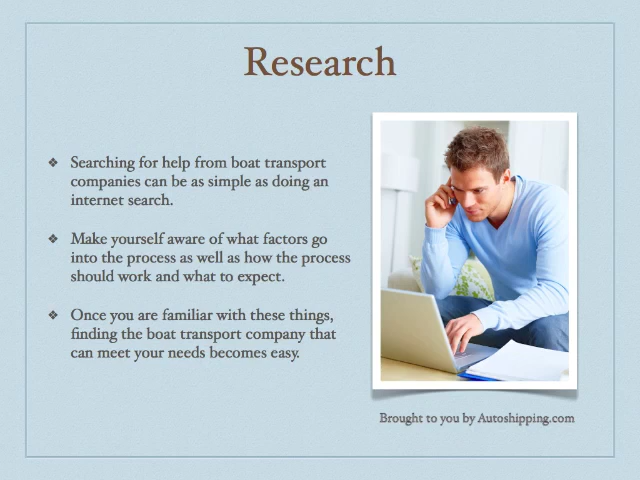 Research
❖ Searching for help from boat transport
companies can be as simple as doing an
internet search.
❖ Make yourself aware of what factors go
into the process as well as how the process
should work and what to expect.
❖ Once you are familiar with these things,
finding the boat transport company that
can meet your needs becomes easy.
Brought to you by Autoshipping.com